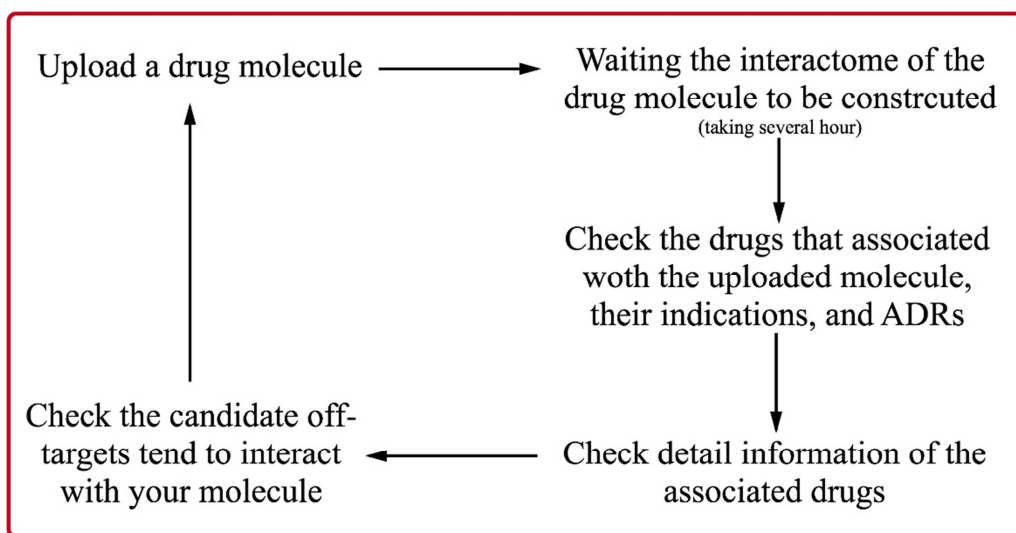 Upload a drug molecule
Waiting the interactome of the
drug molecule to be constrcuted
(taking several hour)
Check the drugs that associated
woth the uploaded molecule,
their indications, and ADRs
Check detail information of the
associated drugs
Check the candidate off-
targets tend to interact
with your molecule